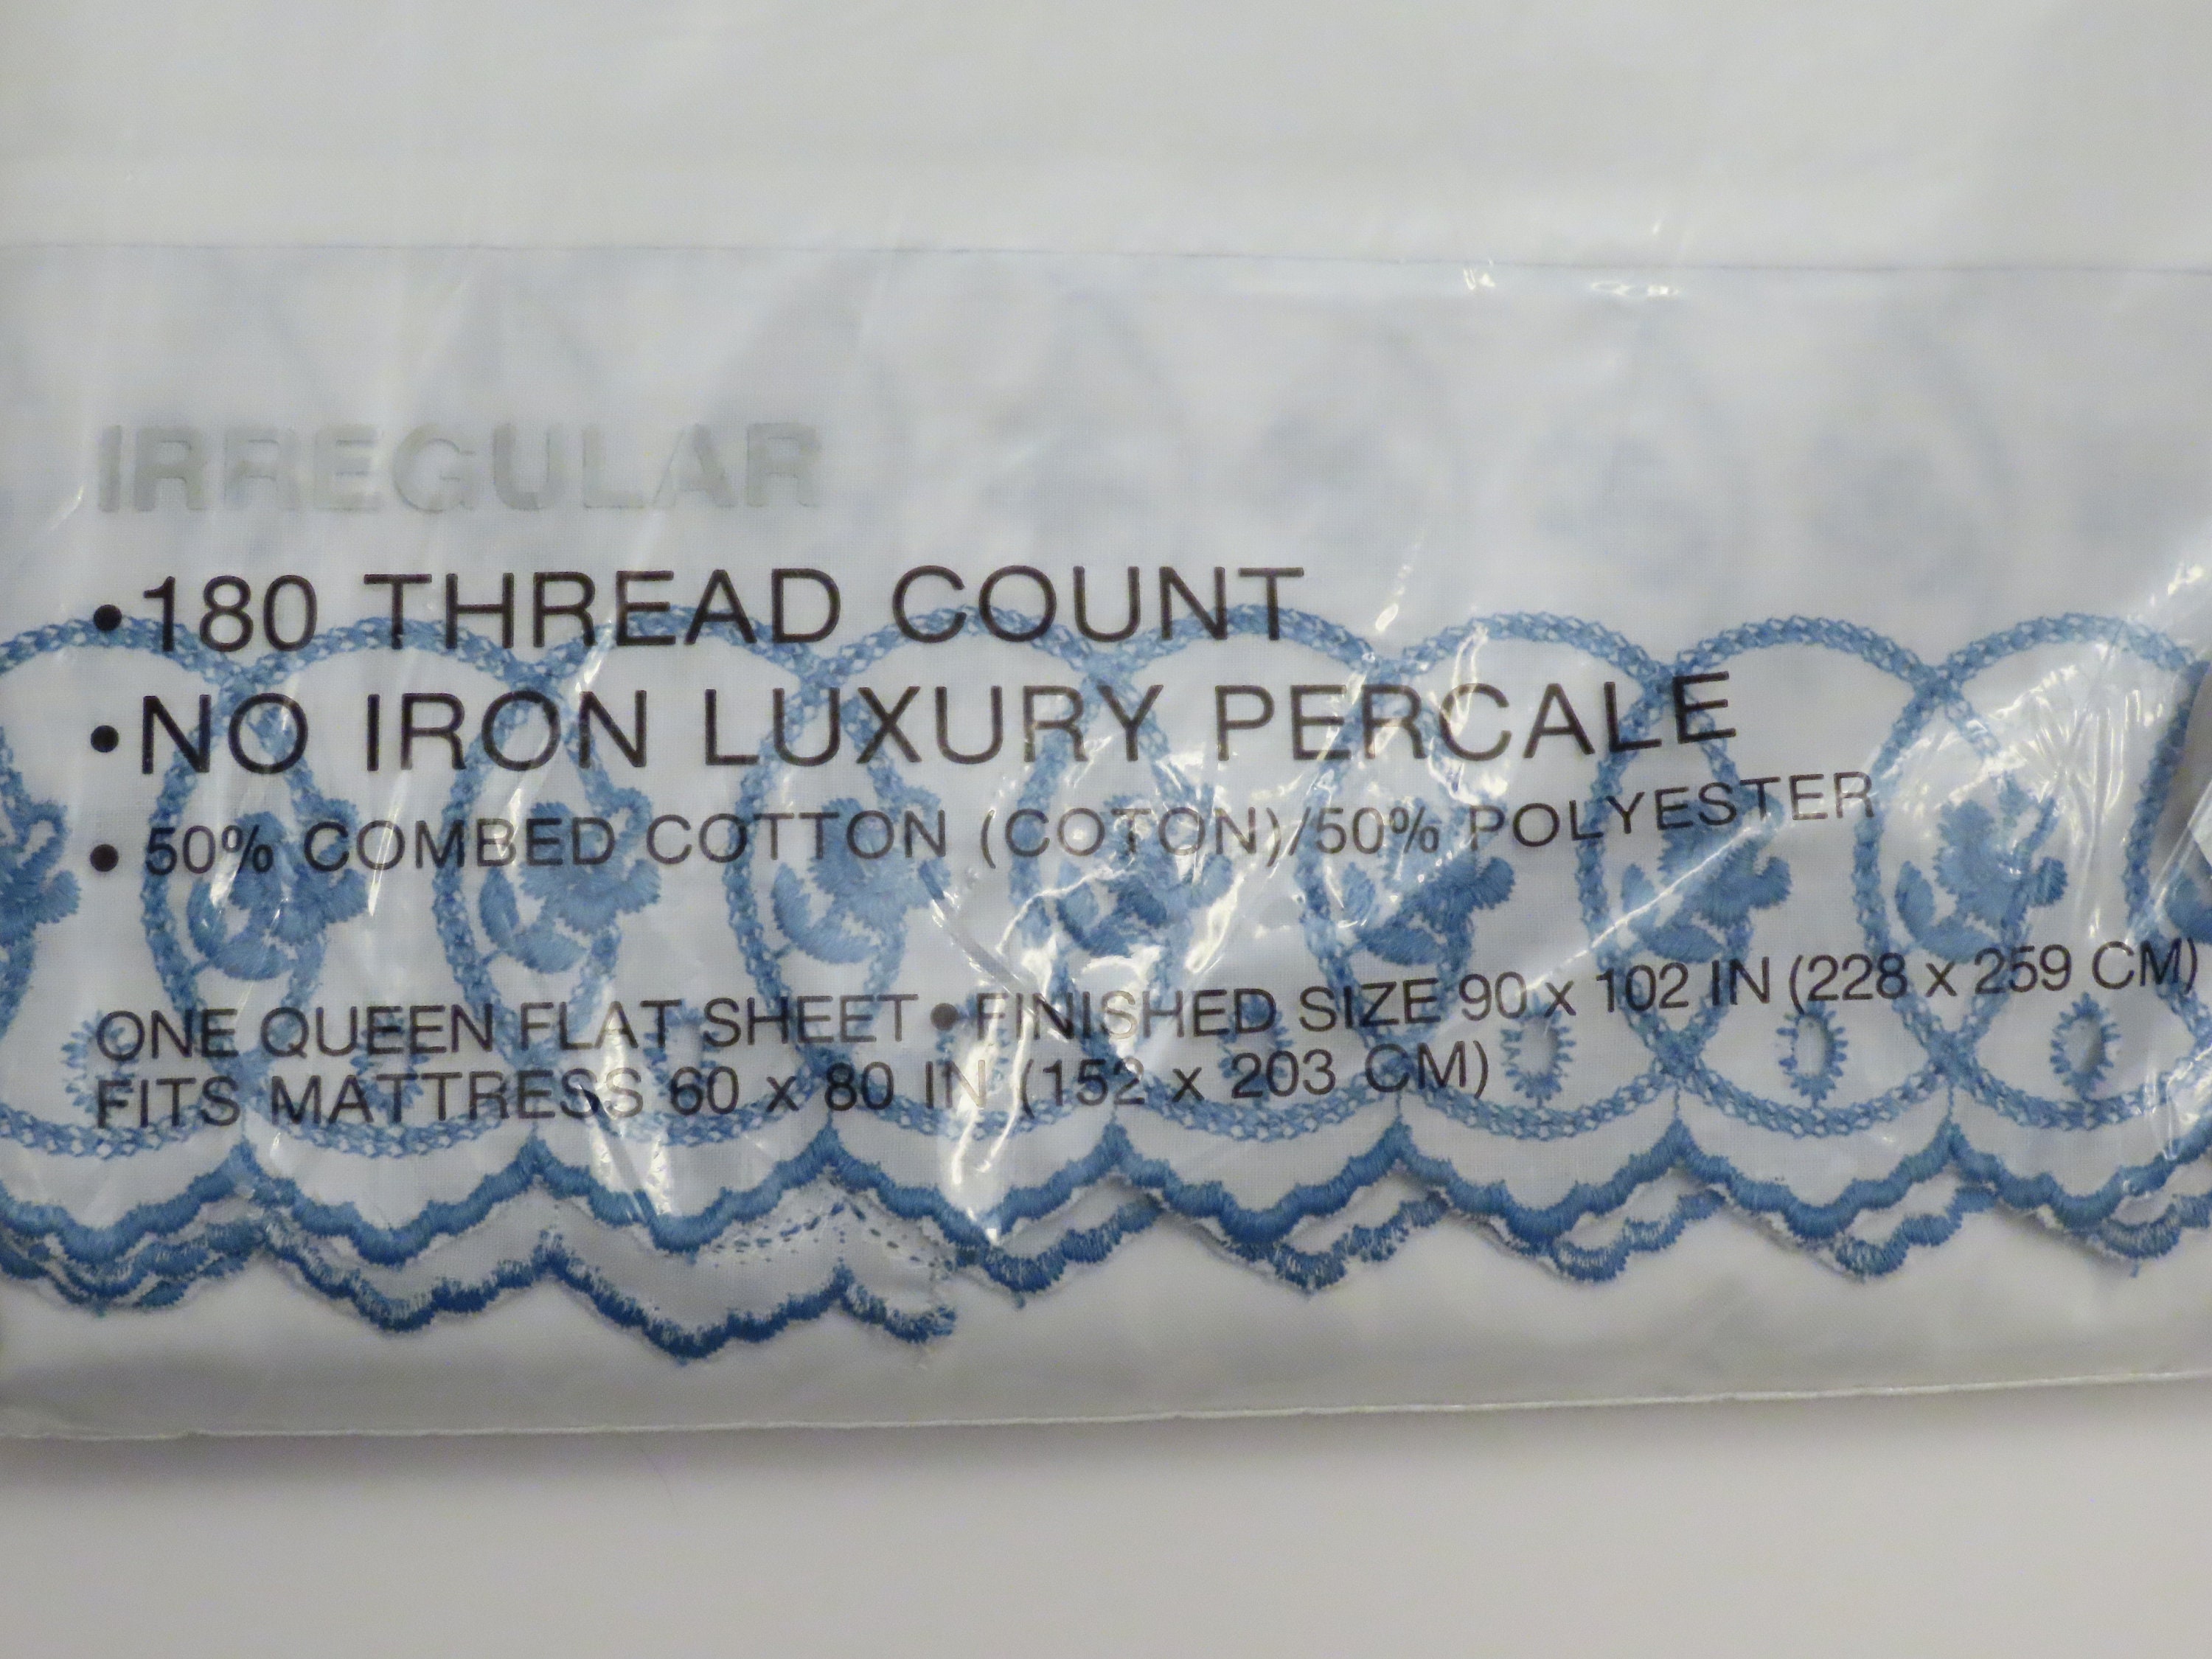 IRREGULAR
•180 THREAD COUNT
•NO IRON LUXURY PERCALE
• 50% COMBED COTTON (COTON)/50% POLYESTER
ONE QUEEN FLAT SHEET • FINISHED SIZE 90 x 102 IN (228 x 259 CM)
FITS MATTRESS 60 x 80 IN (152 x 203 CM)